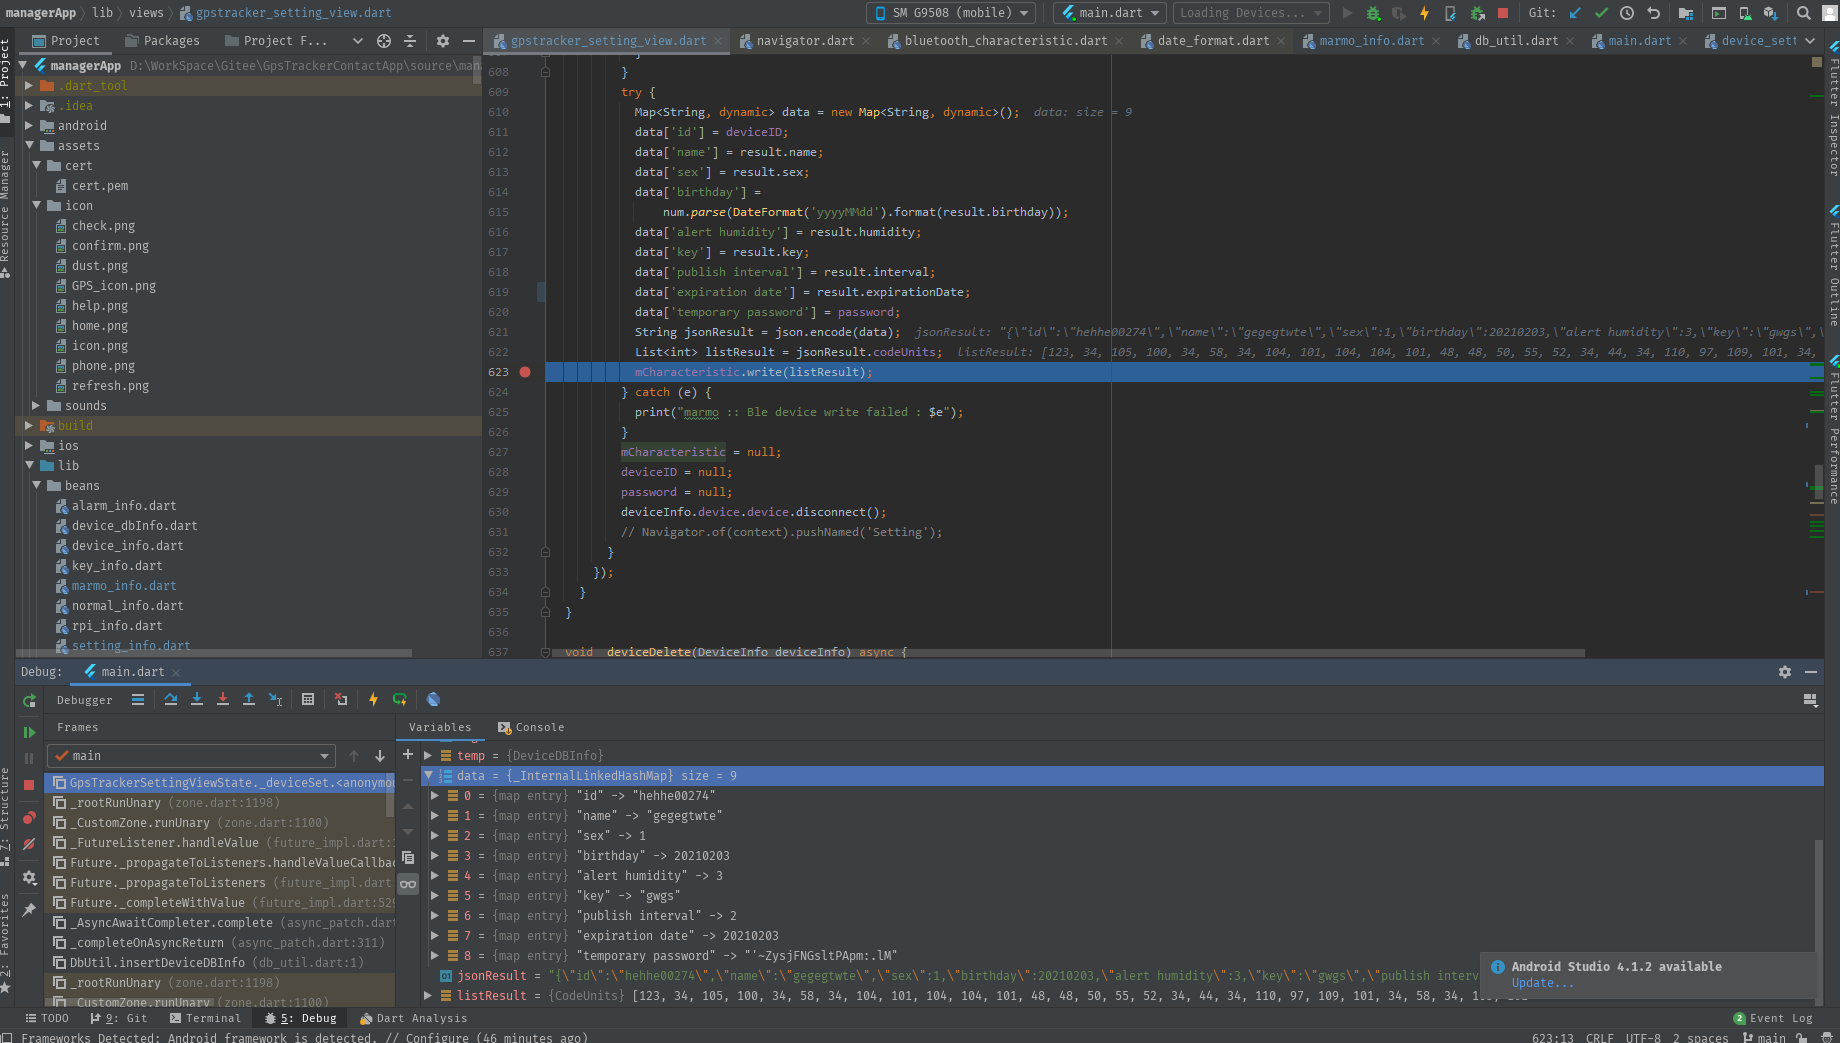 managerApp lib views gpstracker_setting_view.dart
SM G9508 (mobile) main.dart Loading Devices... Git:
Project Packages Project F...
gpstracker_setting_view.dart navigator.dart bluetooth_characteristic.dart date_format.dart marmo_info.dart db_util.dart main.dart device_sett
1: Project
Resource Manager
7: Structure
2: Favorites
Flutter Inspector
Flutter Outline
Flutter Performance
managerApp D:\WorkSpace\Gitee\GpsTrackerContactApp\source\man
.dart_tool
.idea
android
assets
cert
cert.pem
icon
check.png
confirm.png
dust.png
GPS_icon.png
help.png
home.png
icon.png
phone.png
refresh.png
sounds
build
ios
lib
beans
alarm_info.dart
device_dbInfo.dart
device_info.dart
key_info.dart
marmo_info.dart
normal_info.dart
rpi_info.dart
setting_info.dart
608 }
609 try {
610 Map<String, dynamic> data = new Map<String, dynamic>(); data: size = 9
611 data['id'] = deviceID;
612 data['name'] = result.name;
613 data['sex'] = result.sex;
614 data['birthday'] =
615 num.parse(DateFormat('yyyyMMdd').format(result.birthday));
616 data['alert humidity'] = result.humidity;
617 data['key'] = result.key;
618 data['publish interval'] = result.interval;
619 data['expiration date'] = result.expirationDate;
620 data['temporary password'] = password;
621 String jsonResult = json.encode(data); jsonResult: "{\"id\":\"hehhe00274\",\"name\":\"gegegtwte\",\"sex\":1,\"birthday\":20210203,\"alert humidity\":3,\"key\":\"gwgs\",\
622 List<int> listResult = jsonResult.codeUnits; listResult: [123, 34, 105, 100, 34, 58, 34, 104, 101, 104, 104, 101, 48, 48, 50, 55, 52, 34, 44, 34, 110, 97, 109, 101, 34,
623 mCharacteristic.write(listResult);
624 } catch (e) {
625 print("marmo :: Ble device write failed : $e");
626 }
627 mCharacteristic = null;
628 deviceID = null;
629 password = null;
630 deviceInfo.device.device.disconnect();
631 // Navigator.of(context).pushNamed('Setting');
632 }
633 });
634 }
635 }
636
637 void deviceDelete(DeviceInfo deviceInfo) async {
Debug: main.dart
Debugger
Frames
main
GpsTrackerSettingViewState._deviceSet.<anonymou
_rootRunUnary (zone.dart:1198)
_CustomZone.runUnary (zone.dart:1100)
_FutureListener.handleValue (future_impl.dart:
Future._propagateToListeners.handleValueCallbac
Future._propagateToListeners (future_impl.dart
Future._completeWithValue (future_impl.dart:529
_AsyncAwaitCompleter.complete (async_patch.dart
_completeOnAsyncReturn (async_patch.dart:311)
DbUtil.insertDeviceDBInfo (db_util.dart:1)
_rootRunUnary (zone.dart:1198)
_CustomZone.runUnary (zone.dart:1100)
Variables Console
temp = {DeviceDBInfo}
data = {_InternalLinkedHashMap} size = 9
0 = {map entry} "id" -> "hehhe00274"
1 = {map entry} "name" -> "gegegtwte"
2 = {map entry} "sex" -> 1
3 = {map entry} "birthday" -> 20210203
4 = {map entry} "alert humidity" -> 3
5 = {map entry} "key" -> "gwgs"
6 = {map entry} "publish interval" -> 2
7 = {map entry} "expiration date" -> 20210203
8 = {map entry} "temporary password" -> "'~ZysjFNGsltPApm:.lM"
jsonResult = "{\"id\":\"hehhe00274\",\"name\":\"gegegtwte\",\"sex\":1,\"birthday\":20210203,\"alert humidity\":3,\"key\":\"gwgs\",\"publish interv
listResult = {CodeUnits} [123, 34, 105, 100, 34, 58, 34, 104, 101, 104, 104, 101, 48, 48, 50, 55, 52, 34, 44, 34, 110, 97, 109, 101, 34, 58, 34,
Android Studio 4.1.2 available
Update...
TODO 9: Git Terminal 5: Debug Dart Analysis
2 Event Log
Frameworks Detected: Android framework is detected. // Configure (46 minutes ago)
623:13 CRLF UTF-8 2 spaces main